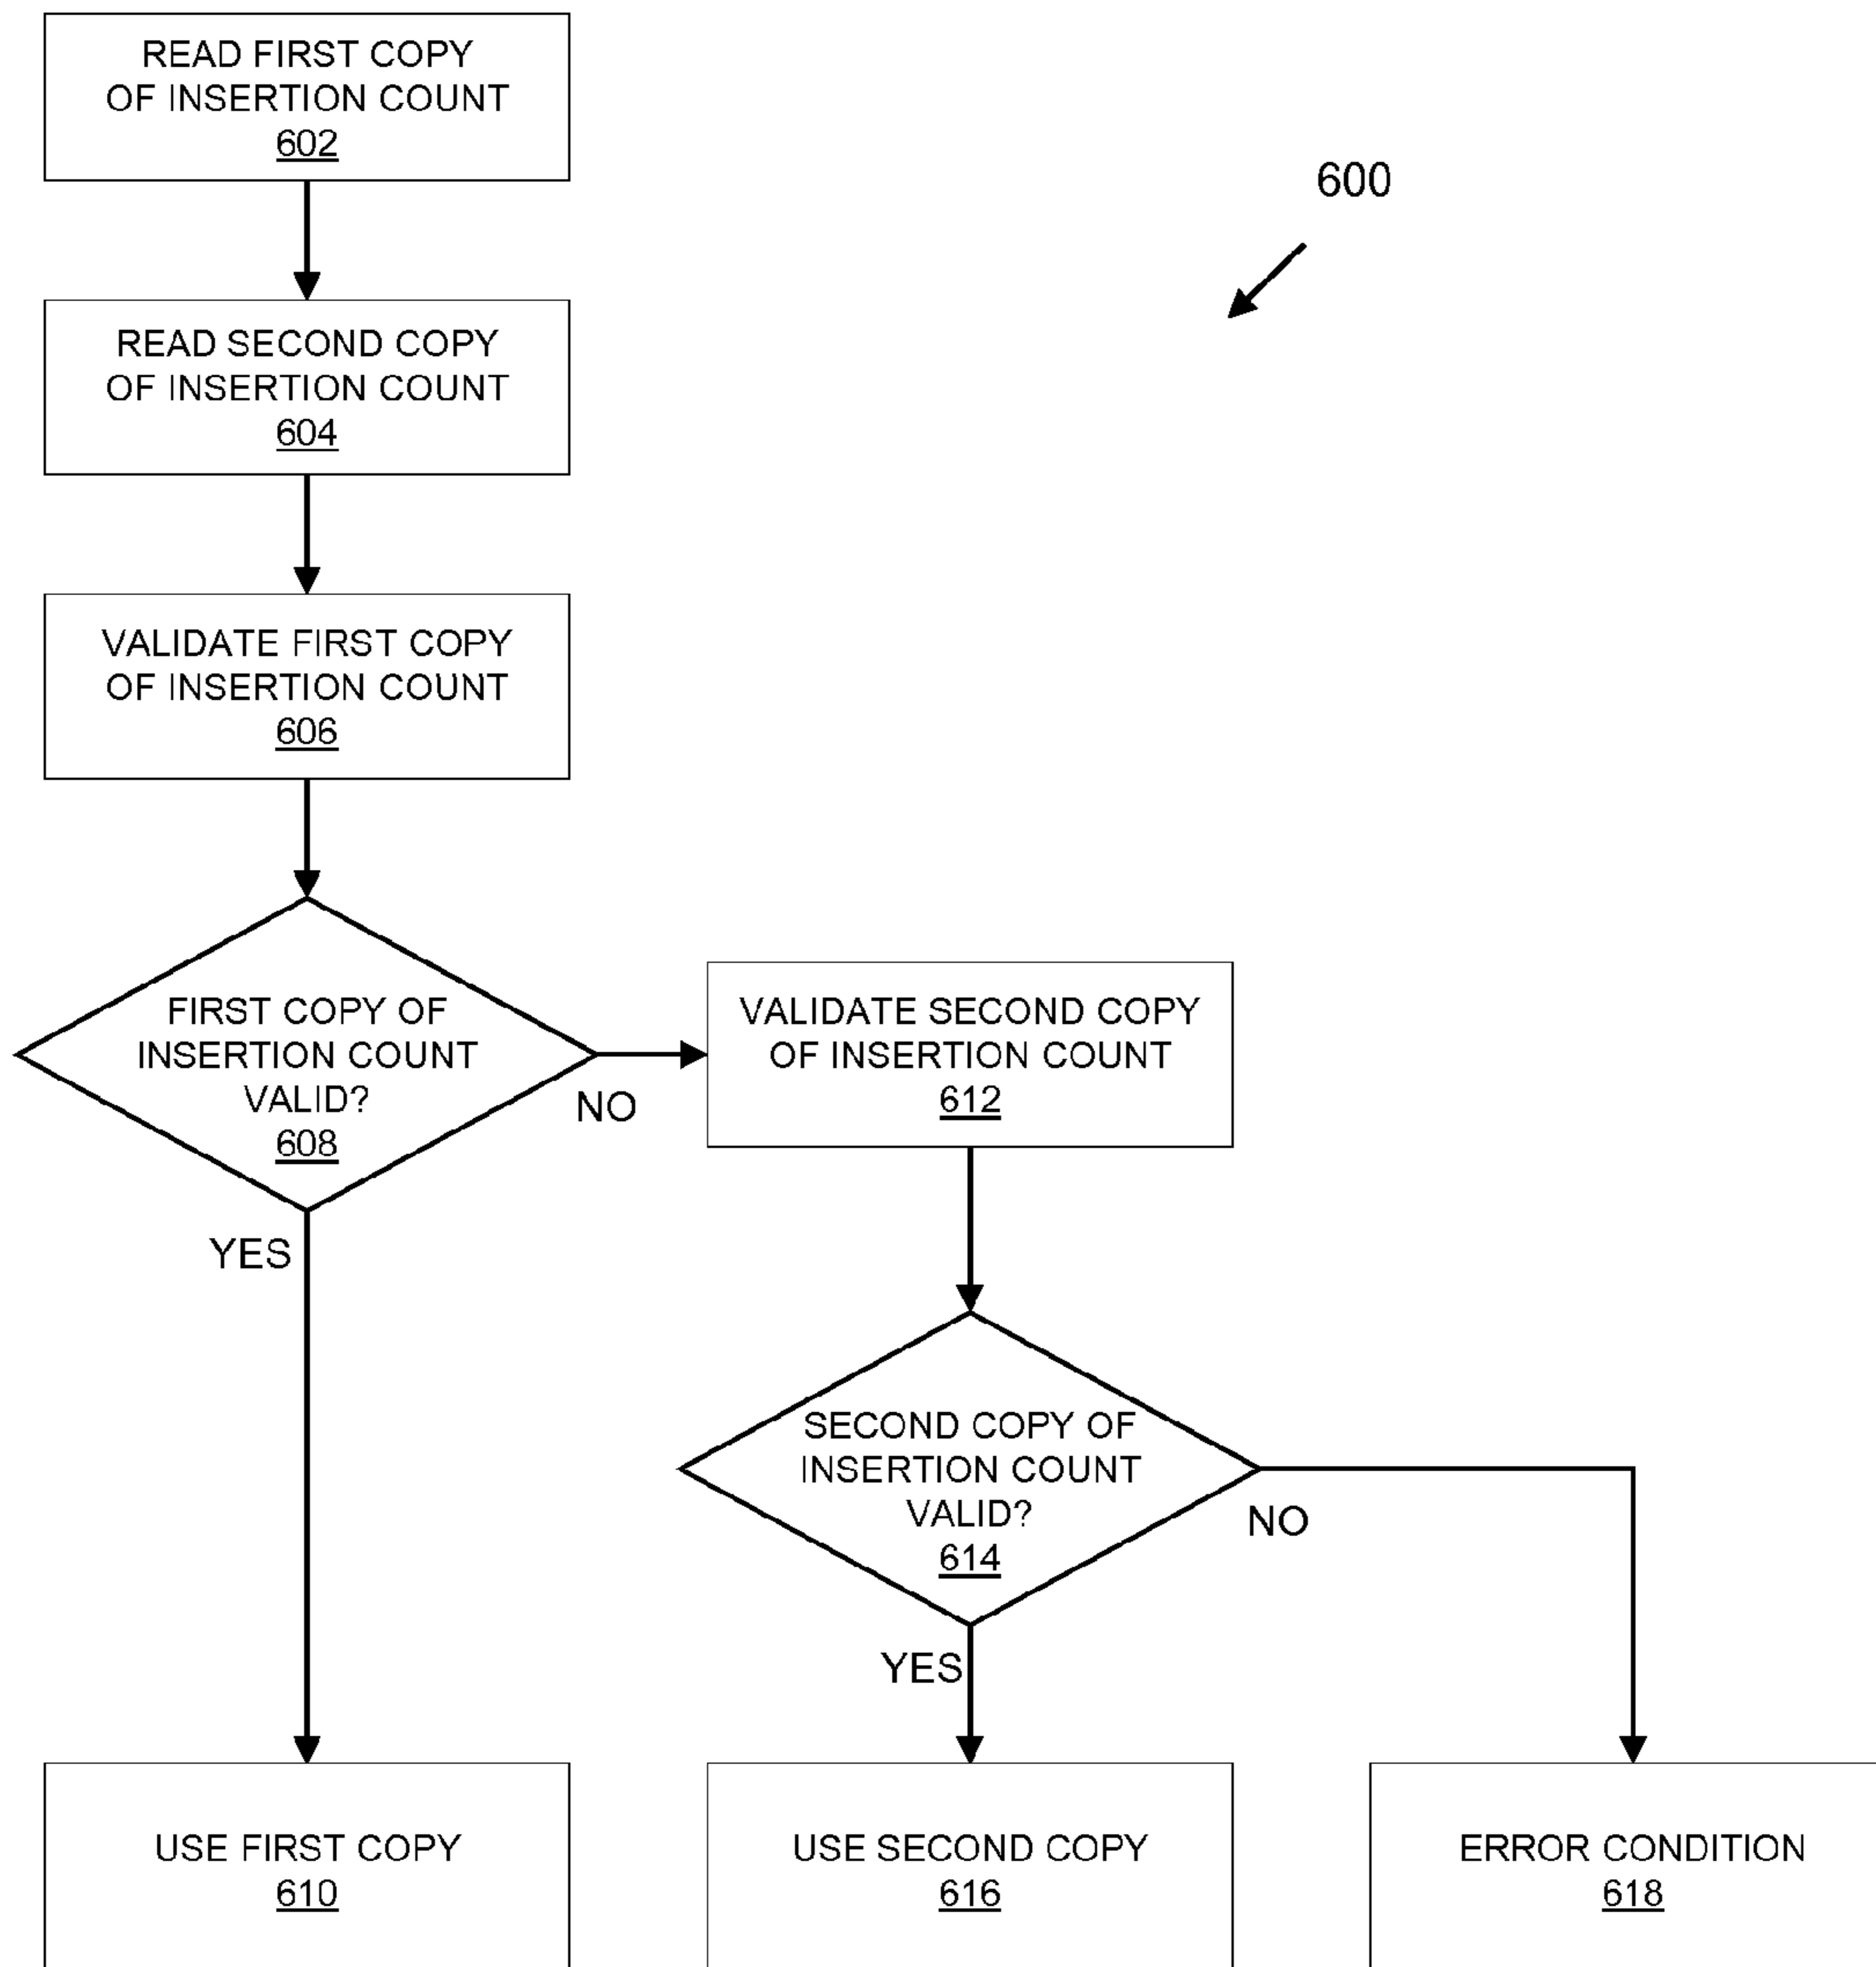 READ FIRST COPY
OF INSERTION COUNT
602
600
READ SECOND COPY
OF INSERTION COUNT
604
VALIDATE FIRST COPY
OF INSERTION COUNT
606
FIRST COPY OF
INSERTION COUNT
VALID?
608
NO
YES
VALIDATE SECOND COPY
OF INSERTION COUNT
612
SECOND COPY OF
INSERTION COUNT
VALID?
614
NO
YES
USE FIRST COPY
610
USE SECOND COPY
616
ERROR CONDITION
618